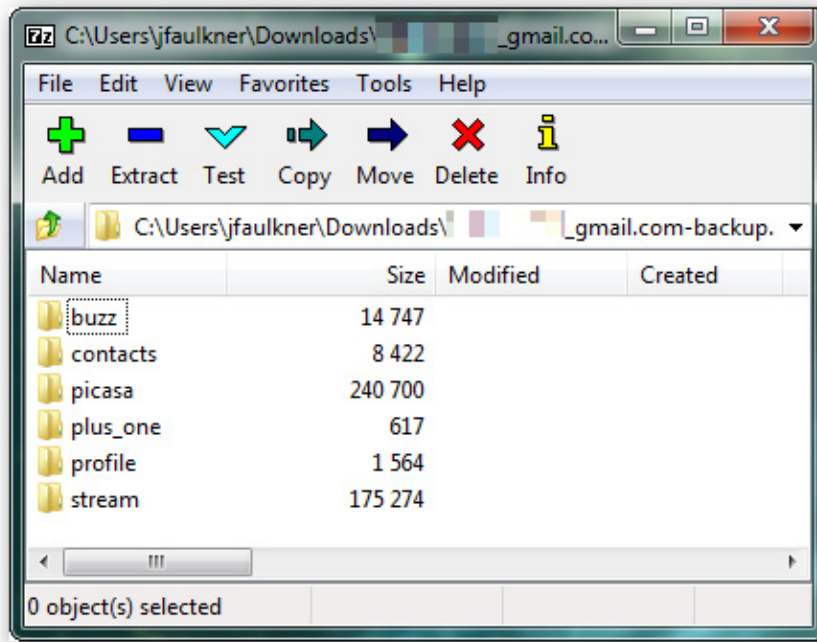 7z C:\Users\jfaulkner\Downloads\ _gmail.co...
File Edit View Favorites Tools Help
Add Extract Test Copy Move Delete Info
C:\Users\jfaulkner\Downloads\ _gmail.com-backup.
Name Size Modified Created
buzz 14 747
contacts 8 422
picasa 240 700
plus_one 617
profile 1 564
stream 175 274
0 object(s) selected